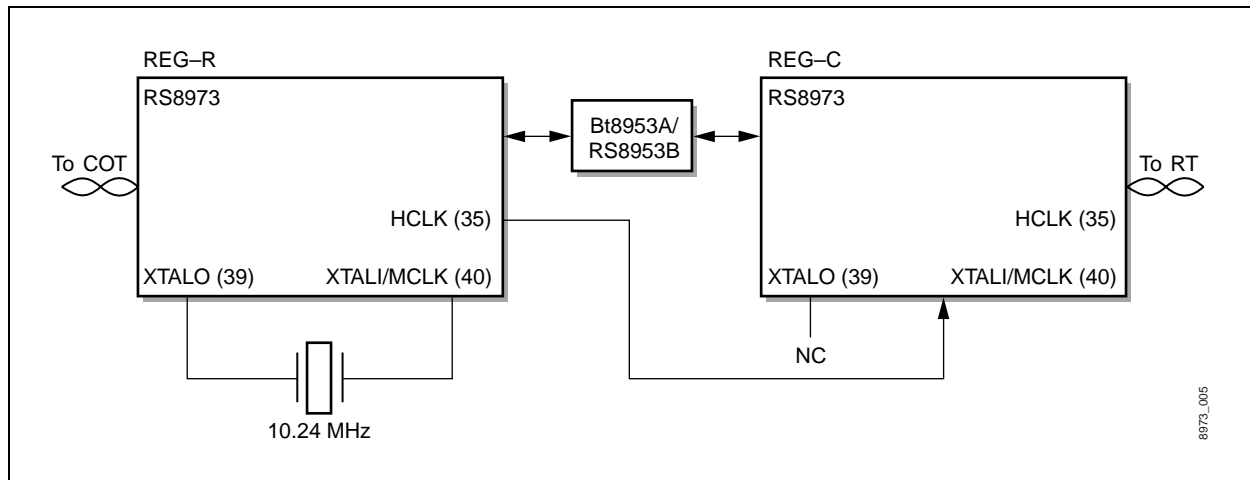 REG–R
RS8973
To COT
HCLK (35)
XTALO (39)
XTALI/MCLK (40)
10.24 MHz
Bt8953A/
RS8953B
REG–C
RS8973
To RT
HCLK (35)
XTALO (39)
XTALI/MCLK (40)
NC
8973_005